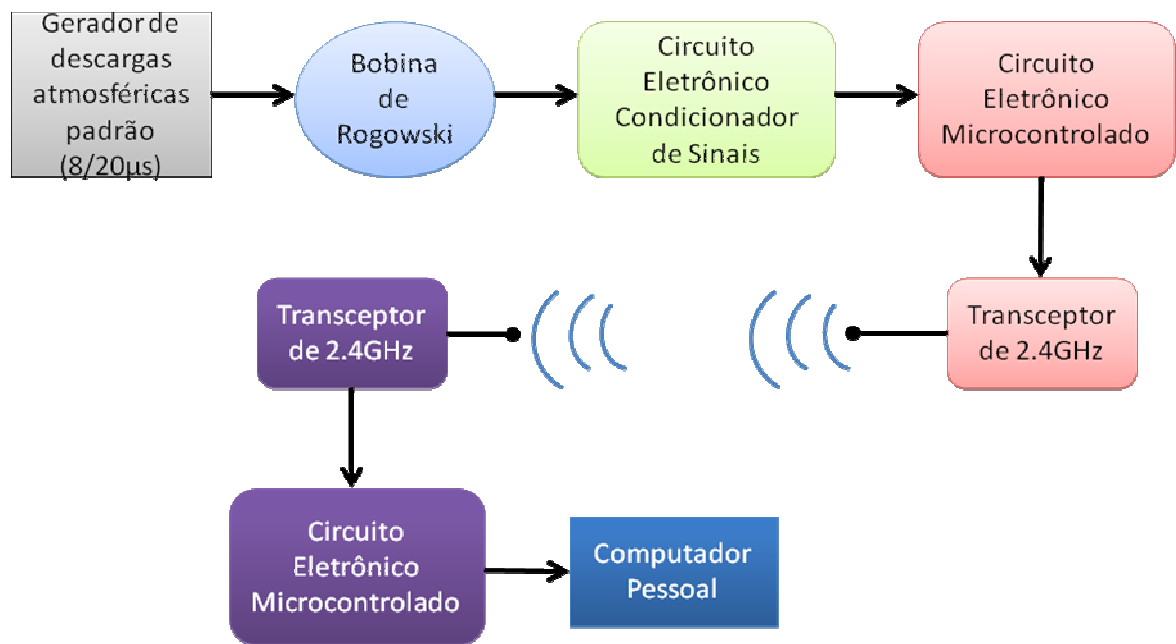 Gerador de
descargas
atmosféricas
padrão
(8/20µs)
Bobina
de
Rogowski
Circuito
Eletrônico
Condicionador
de Sinais
Circuito
Eletrônico
Microcontrolado
Transceptor
de 2.4GHz
Transceptor
de 2.4GHz
Circuito
Eletrônico
Microcontrolado
Computador
Pessoal